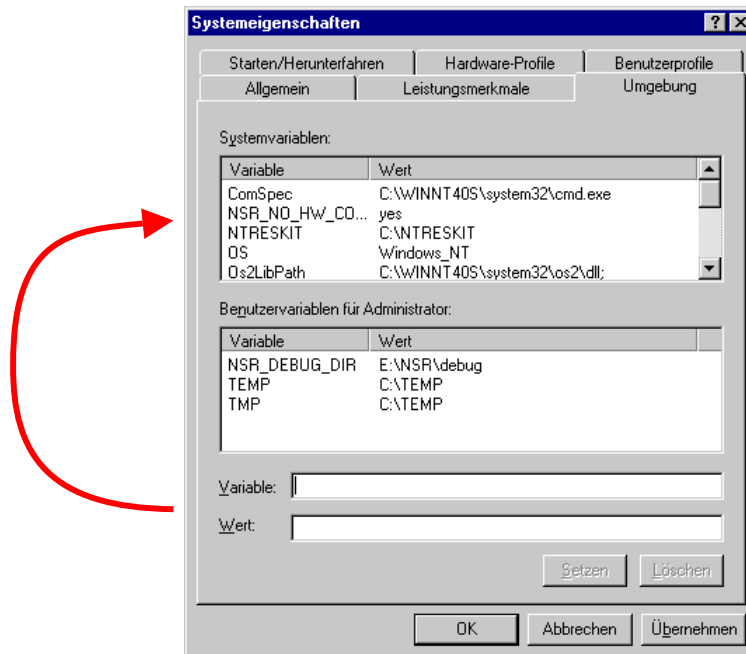 Systemeigenschaften
Starten/Herunterfahren Hardware-Profile Benutzerprofile
Allgemein Leistungsmerkmale Umgebung
Systemvariablen:
Variable Wert
ComSpec C:\WINNT40S\system32\cmd.exe
NSR_NO_HW_CO... yes
NTRESKIT C:\NTRESKIT
OS Windows_NT
Os2LibPath C:\WINNT40S\system32\os2\dll;
Benutzervariablen für Administrator:
Variable Wert
NSR_DEBUG_DIR E:\NSR\debug
TEMP C:\TEMP
TMP C:\TEMP
Variable:
Wert:
Setzen Löschen
OK Abbrechen Übernehmen